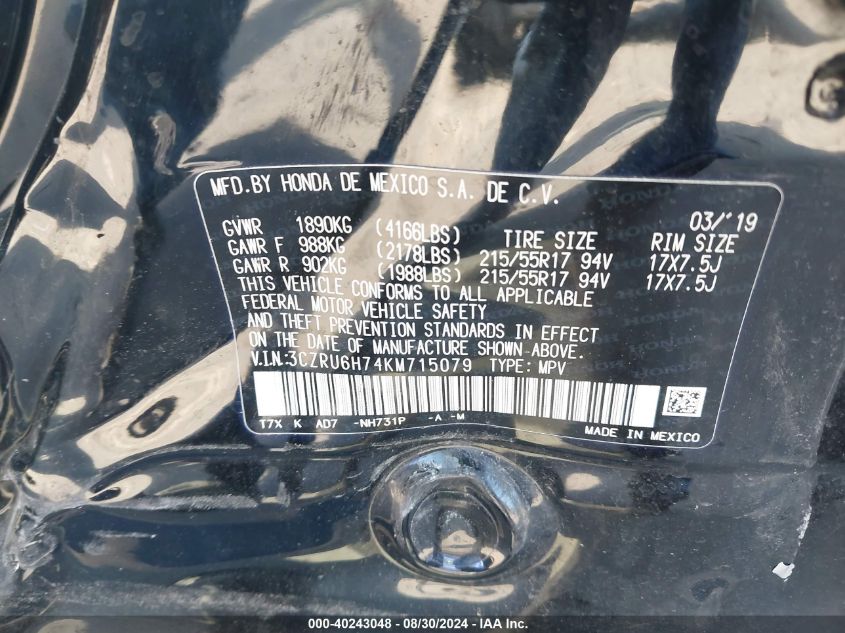 MFD.BY HONDA DE MEXICO S.A. DE C.V.
03/'19
GVWR 1890KG (4166LBS) TIRE SIZE RIM SIZE
GAWR F 988KG (2178LBS) 215/55R17 94V 17X7.5J
GAWR R 902KG (1988LBS) 215/55R17 94V 17X7.5J
THIS VEHICLE CONFORMS TO ALL APPLICABLE
FEDERAL MOTOR VEHICLE SAFETY
AND THEFT PREVENTION STANDARDS IN EFFECT
ON THE DATE OF MANUFACTURE SHOWN ABOVE.
V.I.N:3CZRU6H74KM715079 TYPE: MPV
T7X K AD7 -NH731P -A -M
MADE IN MEXICO
000-40243048 - 08/30/2024 - IAA Inc.